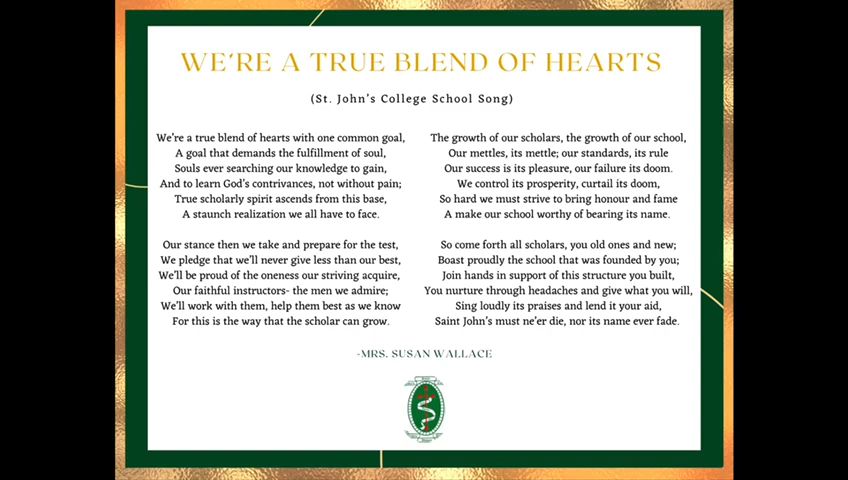 WE'RE A TRUE BLEND OF HEARTS
(St. John's College School Song)
We're a true blend of hearts with one common goal,
A goal that demands the fulfillment of soul,
Souls ever searching our knowledge to gain,
And to learn God's contrivances, not without pain;
True scholarly spirit ascends from this base,
A staunch realization we all have to face.
Our stance then we take and prepare for the test,
We pledge that we'll never give less than our best,
We'll be proud of the oneness our striving acquire,
Our faithful instructors- the men we admire;
We'll work with them, help them best as we know
For this is the way that the scholar can grow.
The growth of our scholars, the growth of our school,
Our mettles, its mettle; our standards, its rule
Our success is its pleasure, our failure its doom.
We control its prosperity, curtail its doom,
So hard we must strive to bring honour and fame
A make our school worthy of bearing its name.
So come forth all scholars, you old ones and new;
Boast proudly the school that was founded by you;
Join hands in support of this structure you built,
You nurture through headaches and give what you will,
Sing loudly its praises and lend it your aid,
Saint John's must ne'er die, nor its name ever fade.
-MRS. SUSAN WALLACE